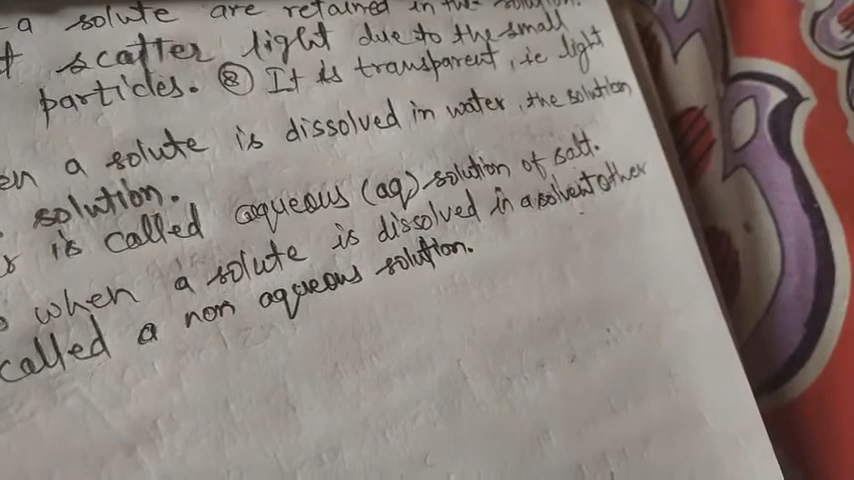 a solute are retained in the solution.
scatter light due to the small
particles. ⑧ It is transparent, ie light
a solute is dissolved in water, the solution
solution.
is called aqueous (aq) solution of salt.
when a solute is dissolved in a solvent other
called a non aqueous solution.